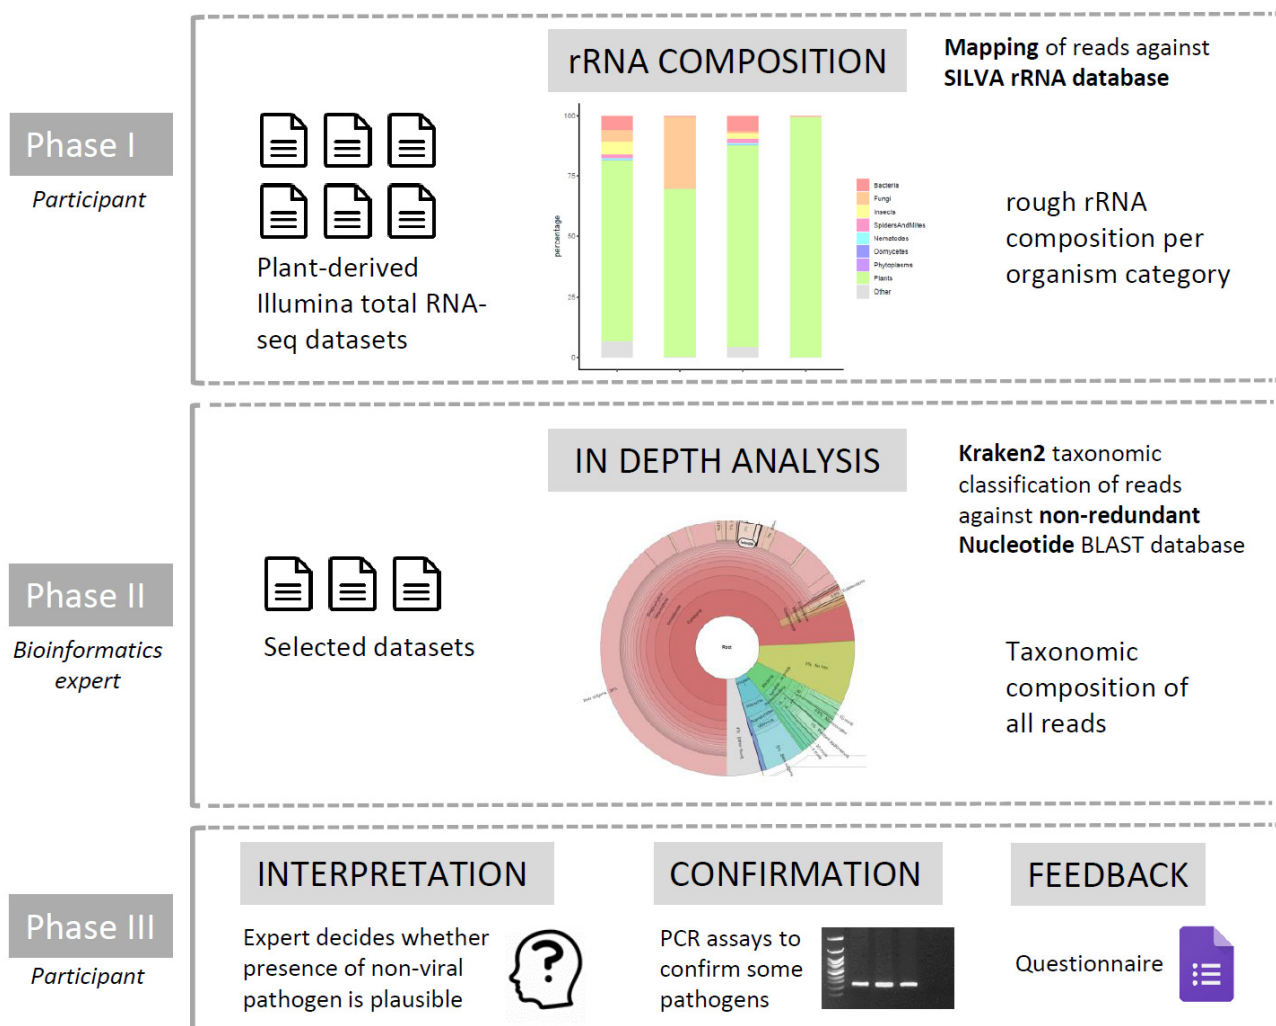 Phase I
Participant
Plant-derived
Illumina total RNA-
seq datasets
rRNA COMPOSITION
percentage
100
75
50
25
0
Bacteria
Fungi
Insects
SpidersAndMites
Nematodes
Oomycetes
Phytoplasma
Plants
Other
Mapping of reads against
SILVA rRNA database
rough rRNA
composition per
organism category
Phase II
Bioinformatics
expert
Selected datasets
IN DEPTH ANALYSIS
Root
Kraken2 taxonomic
classification of reads
against non-redundant
Nucleotide BLAST database
Taxonomic
composition of
all reads
Phase III
Participant
INTERPRETATION
Expert decides whether
presence of non-viral
pathogen is plausible
?
CONFIRMATION
PCR assays to
confirm some
pathogens
FEEDBACK
Questionnaire